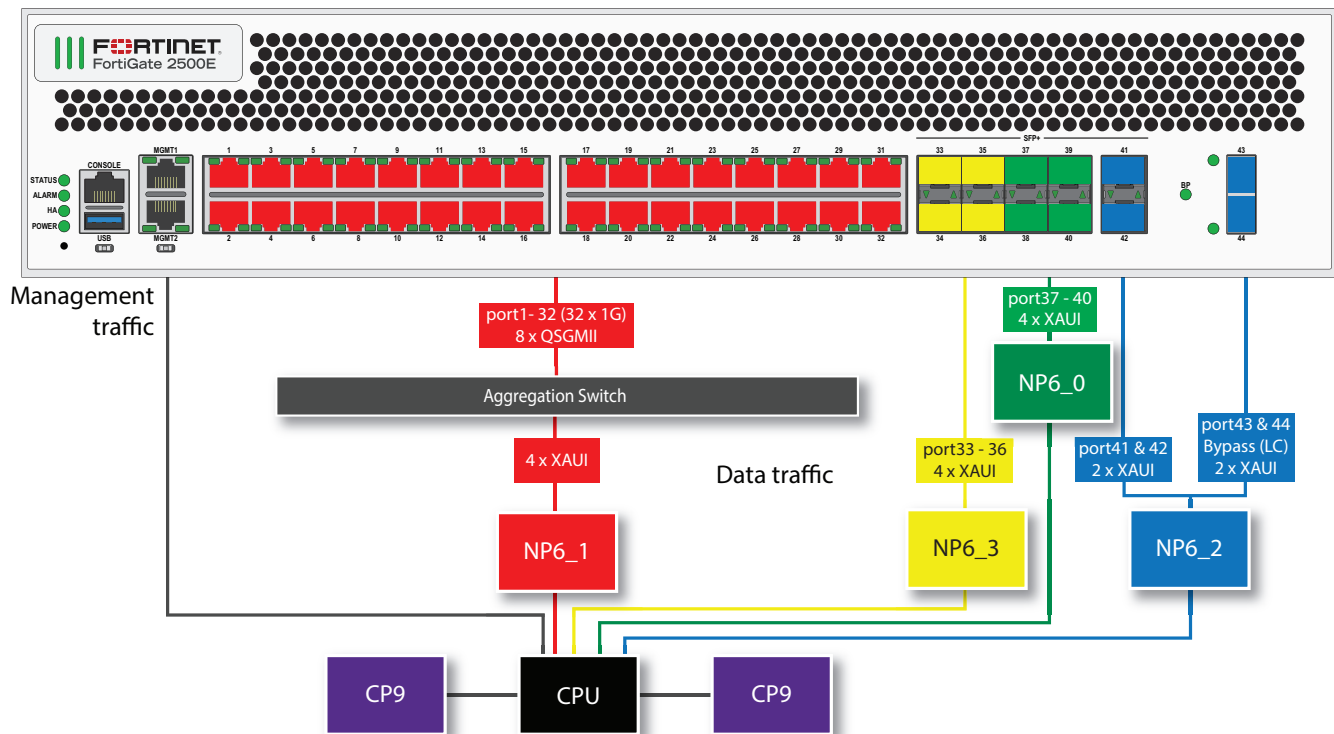 FORTINET
FortiGate 2500E
SFP+
MGMT1 1 3 5 7 9 11 13 15 17 19 21 23 25 27 29 31 33 35 37 39 41 43
CONSOLE
STATUS
ALARM
HA
POWER
BP
USB MGMT2 2 4 6 8 10 12 14 16 18 20 22 24 26 28 30 32 34 36 38 40 42 44
Management
traffic
port1- 32 (32 x 1G)
8 x QSGMII
port37 - 40
4 x XAUI
Aggregation Switch
NP6_0
4 x XAUI
Data traffic
port33 - 36
4 x XAUI
port41 & 42
2 x XAUI
port43 & 44
Bypass (LC)
2 x XAUI
NP6_1
NP6_3
NP6_2
CP9
CPU
CP9